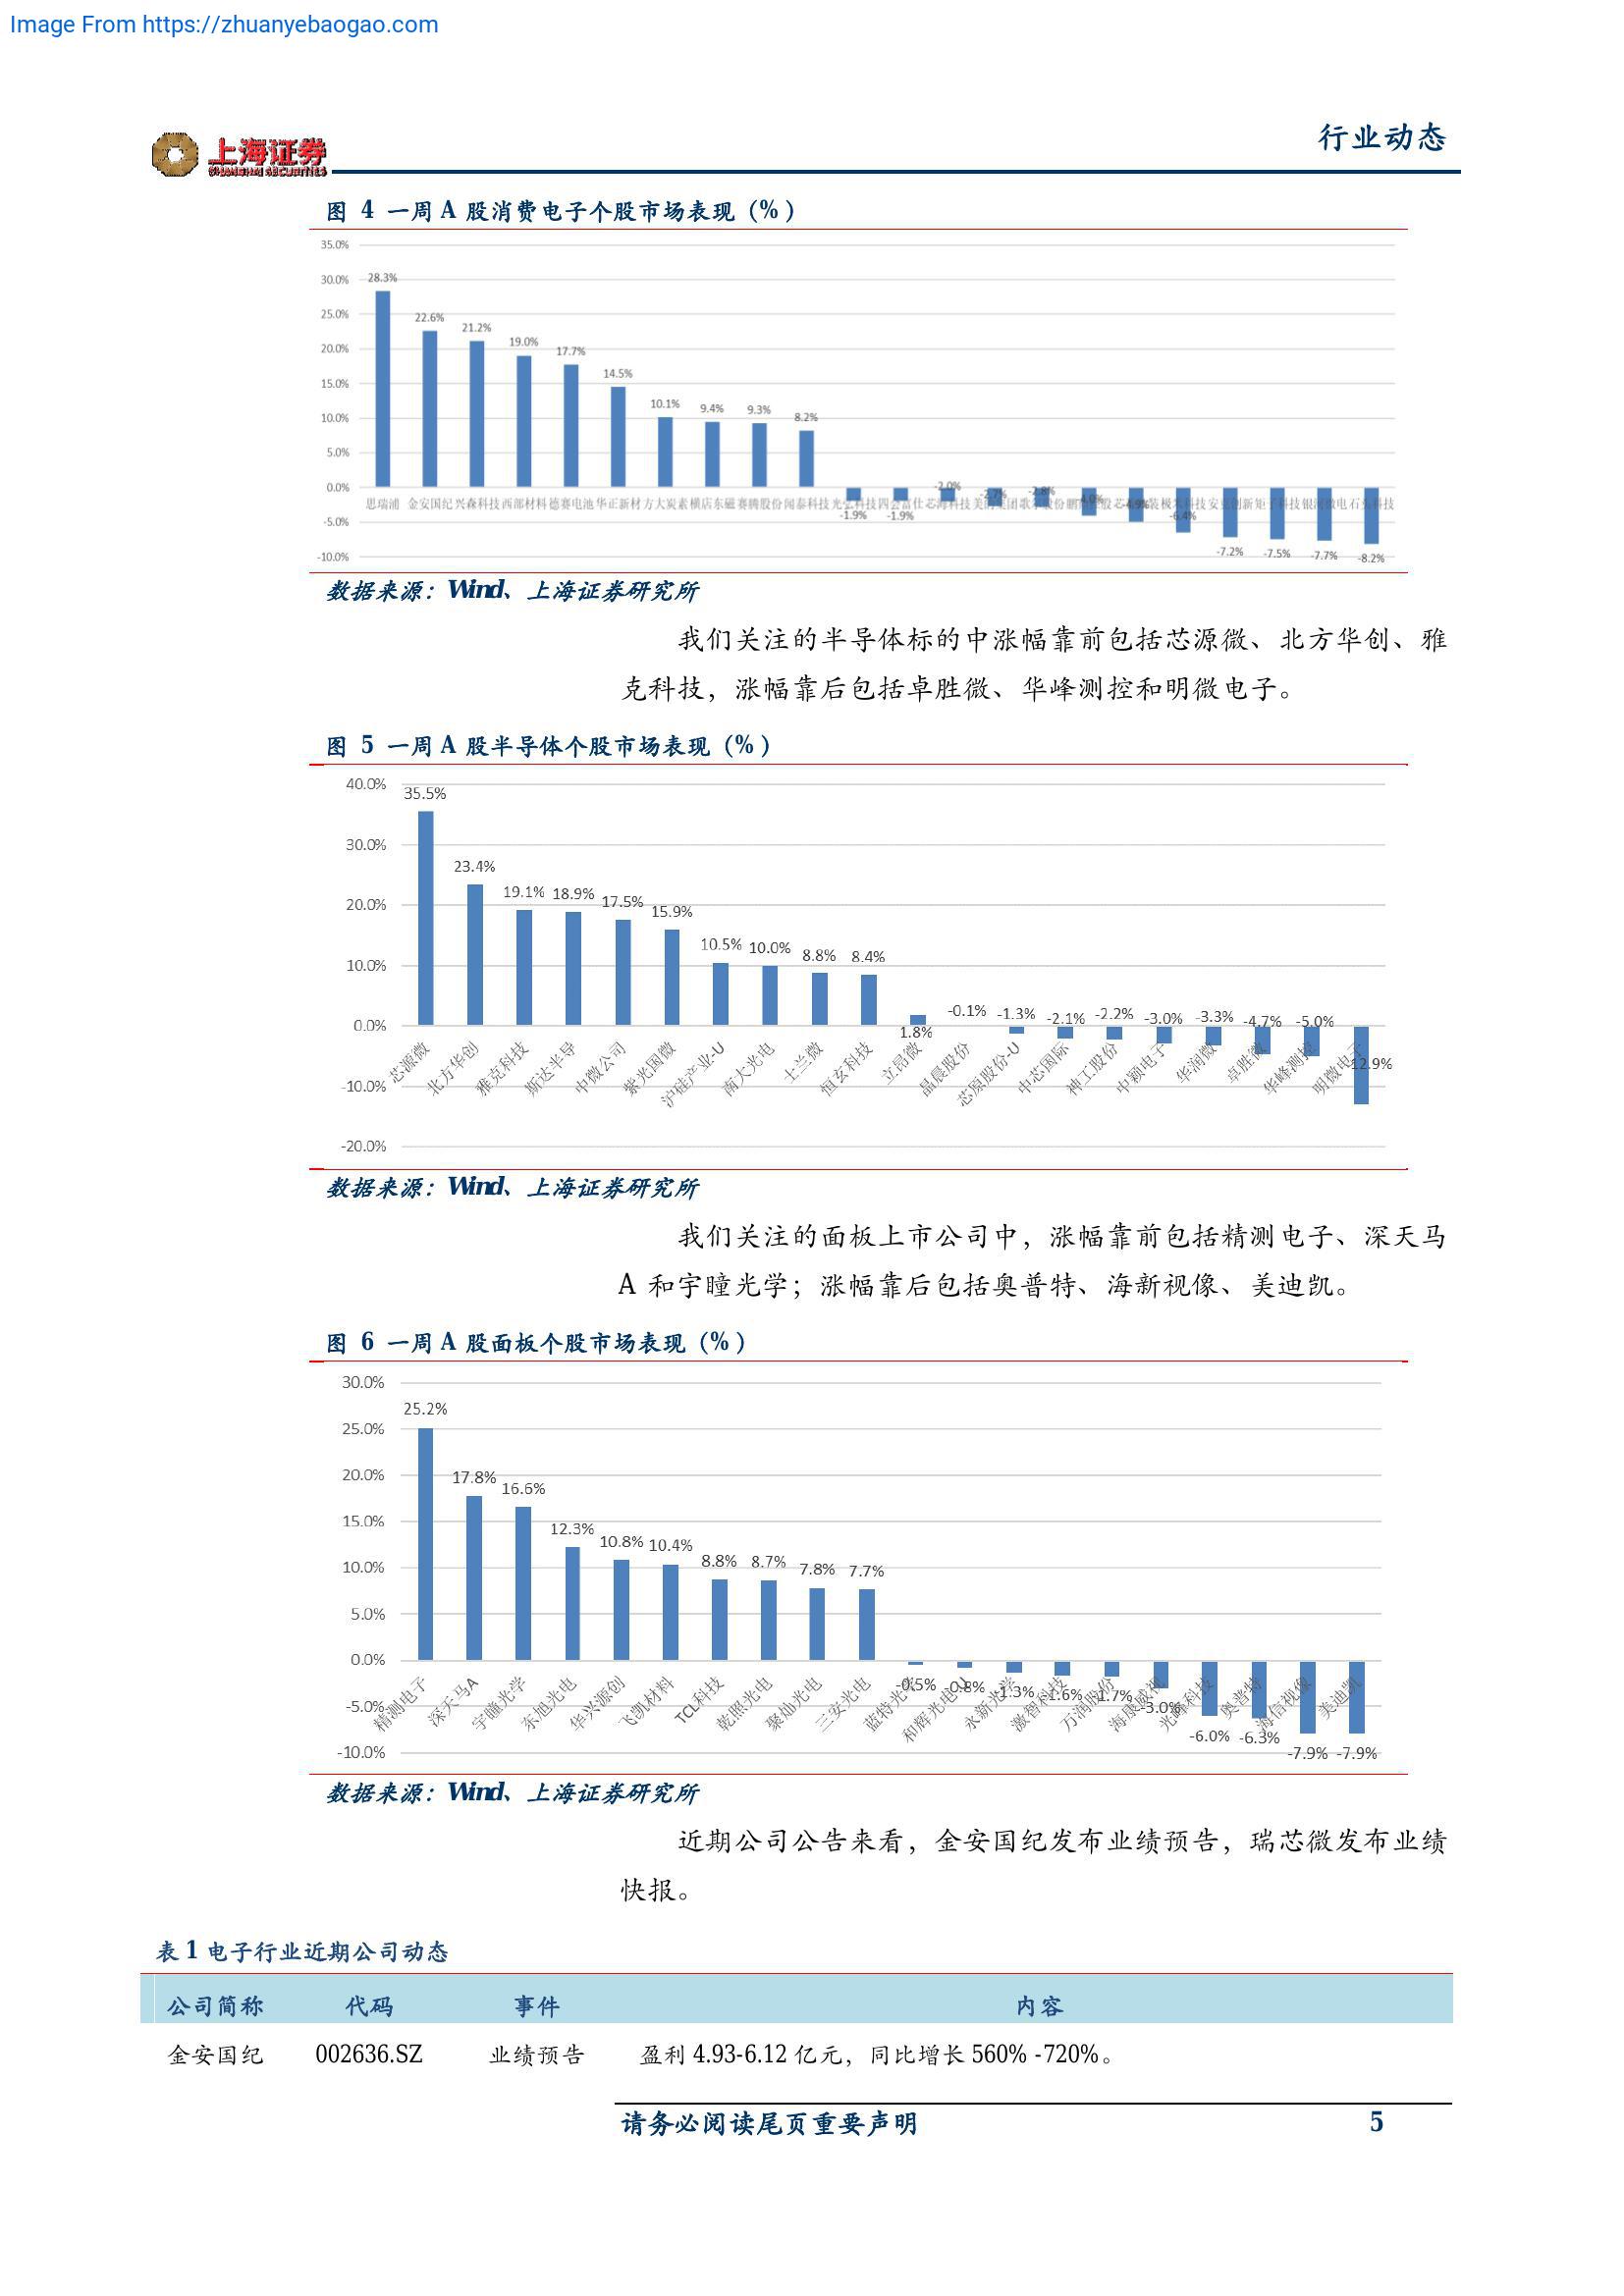 Image From https://zhuanyebaogao.com
上海证券
SHANGHAI SECURITIES
行业动态
图 4 一周 A 股消费电子个股市场表现（%）
35.0%
30.0%
25.0%
20.0%
15.0%
10.0%
5.0%
0.0%
-5.0%
-10.0%
28.3% 22.6% 21.2% 19.0% 17.7% 14.5% 10.1% 9.4% 9.3% 8.2% -1.9% -1.9% -2.0% -2.7% -2.8% -4.0% -4.9% -6.4% -7.2% -7.5% -7.7% -8.2%
思瑞浦 金安国纪 兴森科技 西部材料 德赛电池 华正新材 方大炭素 横店东磁 赛腾股份 闻泰科技 光弘科技 四会富仕 芯海科技
数据来源：Wind、上海证券研究所
我们关注的半导体标的中涨幅靠前包括芯源微、北方华创、雅
克科技，涨幅靠后包括卓胜微、华峰测控和明微电子。
图 5 一周 A 股半导体个股市场表现（%）
40.0%
30.0%
20.0%
10.0%
0.0%
-10.0%
-20.0%
35.5% 23.4% 19.1% 18.9% 17.5% 15.9% 10.5% 10.0% 8.8% 8.4% 1.8% -0.1% -1.3% -2.1% -2.2% -3.0% -3.3% -4.7% -5.0% -12.9%
芯源微 北方华创 雅克科技 斯达半导 中微公司 紫光国微 沪硅产业-U 南大光电 士兰微 恒玄科技 立昂微 晶晨股份 芯原股份-U 中芯国际 神工股份 中颖电子 华润微 卓胜微 华峰测控 明微电子
数据来源：Wind、上海证券研究所
我们关注的面板上市公司中，涨幅靠前包括精测电子、深天马
A 和宇瞳光学；涨幅靠后包括奥普特、海新视像、美迪凯。
图 6 一周 A 股面板个股市场表现（%）
30.0%
25.0%
20.0%
15.0%
10.0%
5.0%
0.0%
-5.0%
-10.0%
25.2% 17.8% 16.6% 12.3% 10.8% 10.4% 8.8% 8.7% 7.8% 7.7% -0.5% -0.8% -1.3% -1.6% -1.7% -3.0% -6.0% -6.3% -7.9% -7.9%
精测电子 深天马A 宇瞳光学 东旭光电 华兴源创 飞凯材料 TCL科技 乾照光电 聚灿光电 三安光电 蓝特光学 和辉光电-U 永新光学 激智科技 万润股份 海康威视 光峰科技 奥普特 海信视像 美迪凯
数据来源：Wind、上海证券研究所
近期公司公告来看，金安国纪发布业绩预告，瑞芯微发布业绩
快报。
表 1 电子行业近期公司动态
公司简称 代码 事件 内容
金安国纪 002636.SZ 业绩预告 盈利 4.93-6.12 亿元，同比增长 560% -720%。
请务必阅读尾页重要声明 5